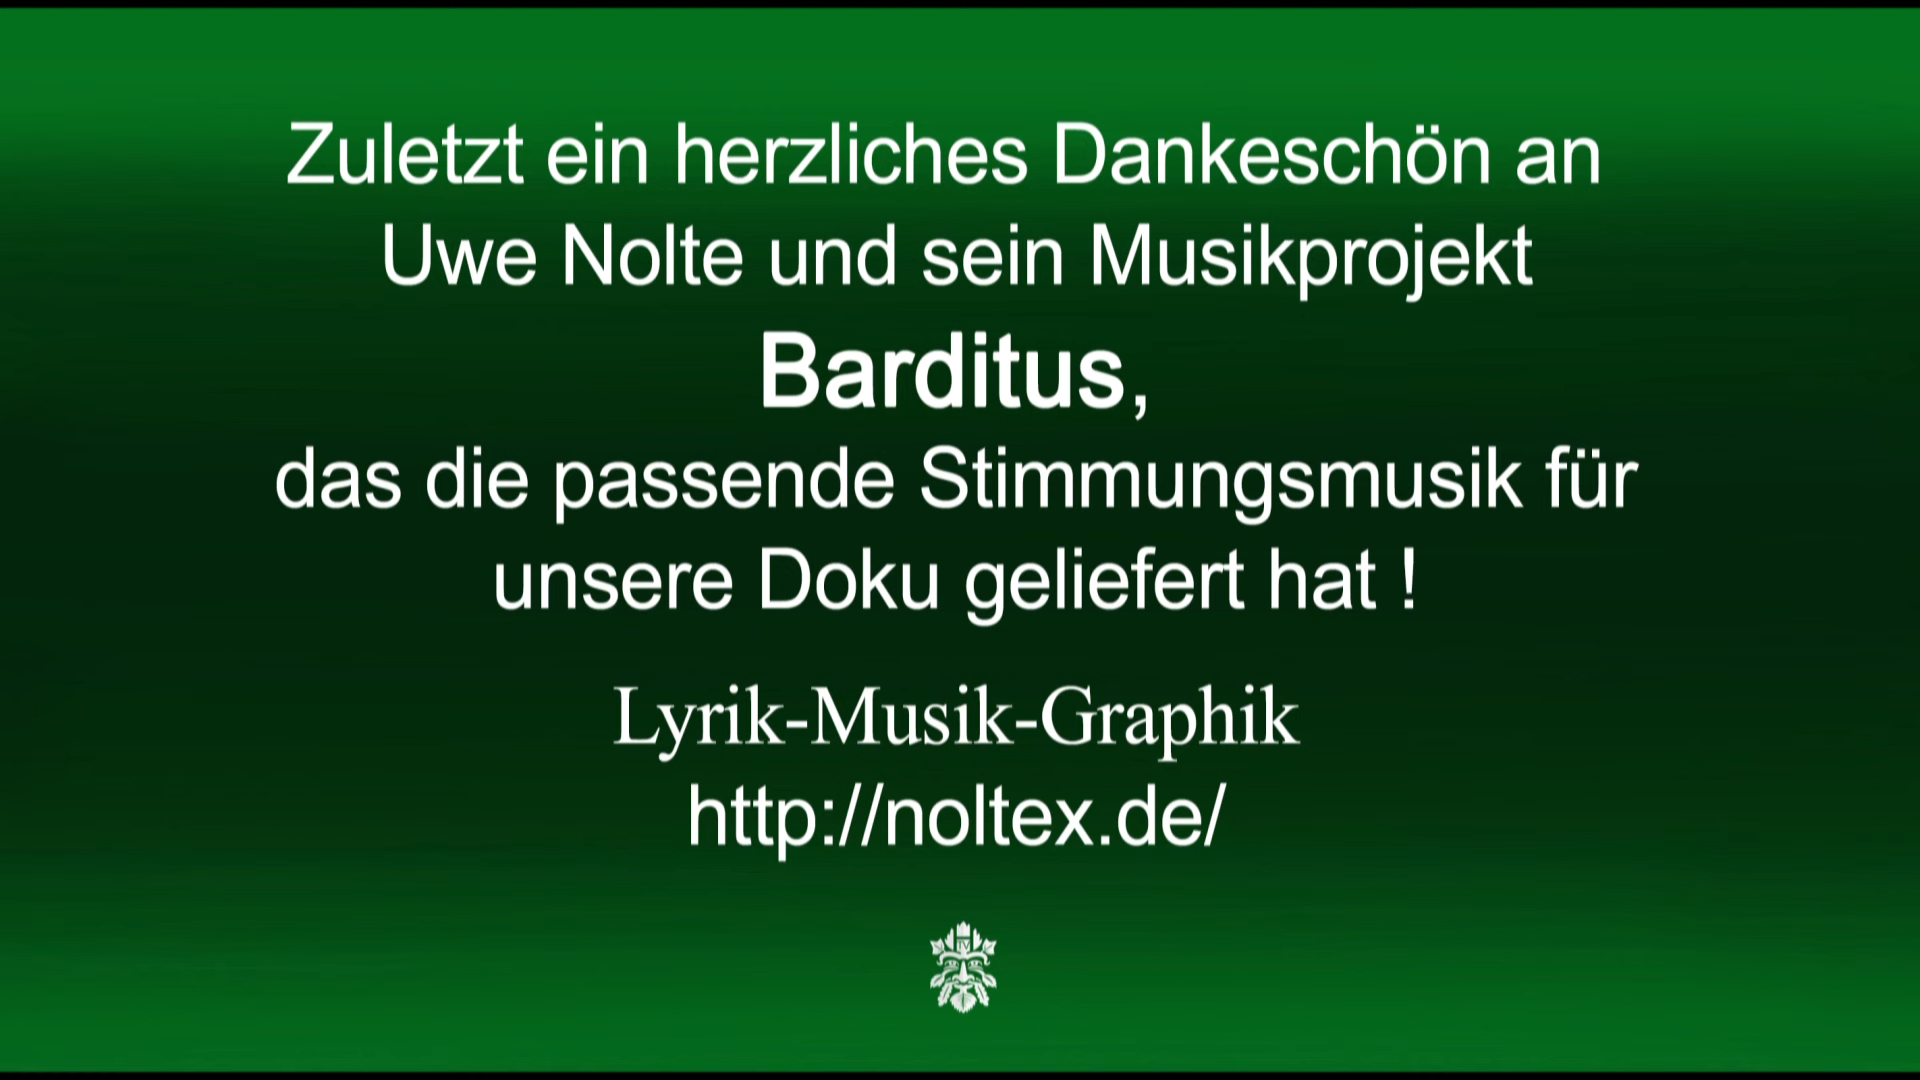 Zuletzt ein herzliches Dankeschön an
Uwe Nolte und sein Musikprojekt
Barditus,
das die passende Stimmungsmusik für
unsere Doku geliefert hat !
Lyrik-Musik-Graphik
http://noltex.de/